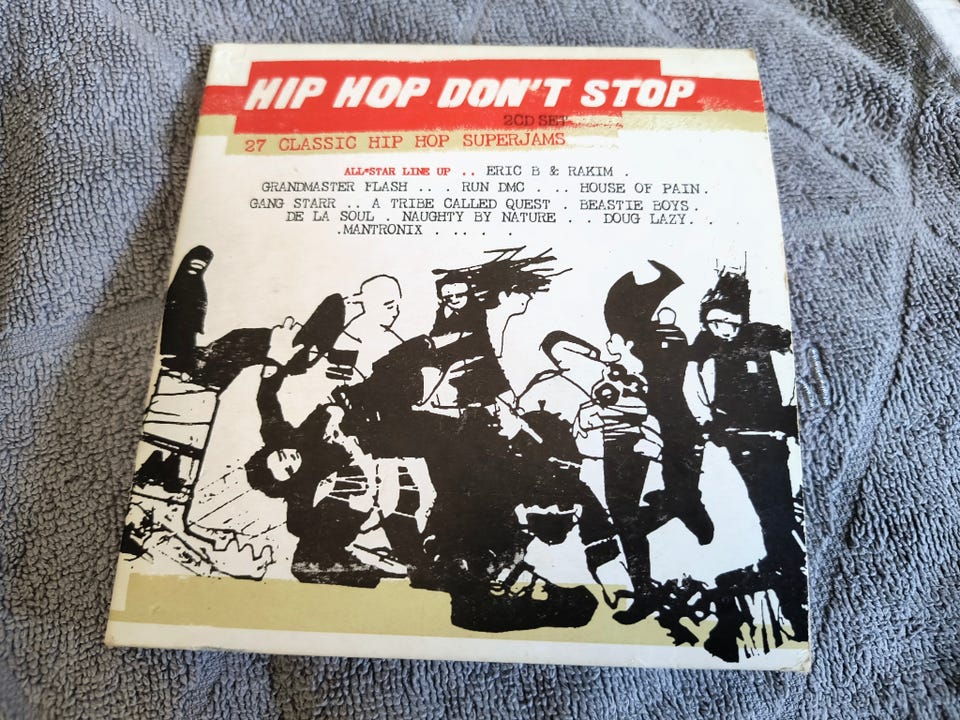 HIP HOP DON'T STOP
2CD SET
27 CLASSIC HIP HOP SUPERJAMS
ALL*STAR LINE UP .. ERIC B & RAKIM .
GRANDMASTER FLASH .. . RUN DMC . .. HOUSE OF PAIN.
GANG STARR .. A TRIBE CALLED QUEST . BEASTIE BOYS .
DE LA SOUL . NAUGHTY BY NATURE . . DOUG LAZY. .
.MANTRONIX . .. . .